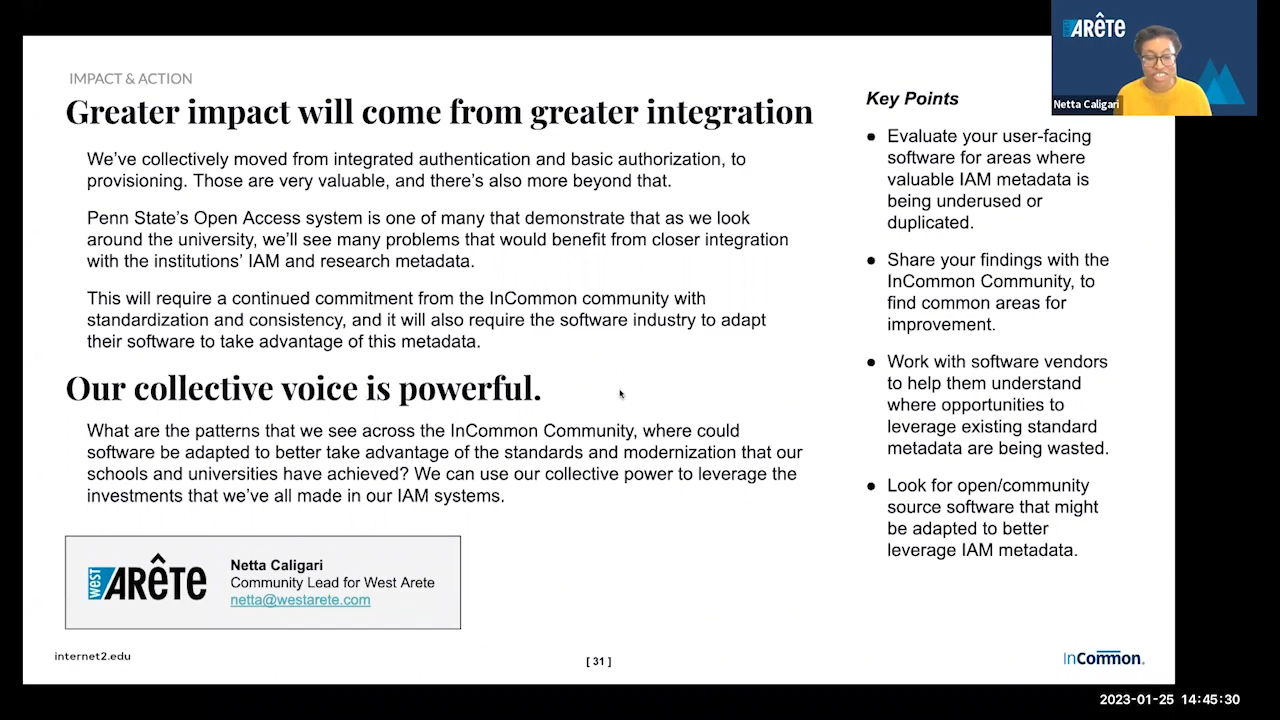 IMPACT & ACTION
Greater impact will come from greater integration
We've collectively moved from integrated authentication and basic authorization, to
provisioning. Those are very valuable, and there's also more beyond that.
Penn State's Open Access system is one of many that demonstrate that as we look
around the university, we'll see many problems that would benefit from closer integration
with the institutions' IAM and research metadata.
This will require a continued commitment from the InCommon community with
standardization and consistency, and it will also require the software industry to adapt
their software to take advantage of this metadata.
Our collective voice is powerful.
What are the patterns that we see across the InCommon Community, where could
software be adapted to better take advantage of the standards and modernization that our
schools and universities have achieved? We can use our collective power to leverage the
investments that we've all made in our IAM systems.
WEST ARÊTE
Netta Caligari
Community Lead for West Arete
netta@westarete.com
Key Points
● Evaluate your user-facing
software for areas where
valuable IAM metadata is
being underused or
duplicated.
● Share your findings with the
InCommon Community, to
find common areas for
improvement.
● Work with software vendors
to help them understand
where opportunities to
leverage existing standard
metadata are being wasted.
● Look for open/community
source software that might
be adapted to better
leverage IAM metadata.
WEST ARÊTE
Netta Caligari
internet2.edu
[ 31 ]
InCommon.
2023-01-25 14:45:30